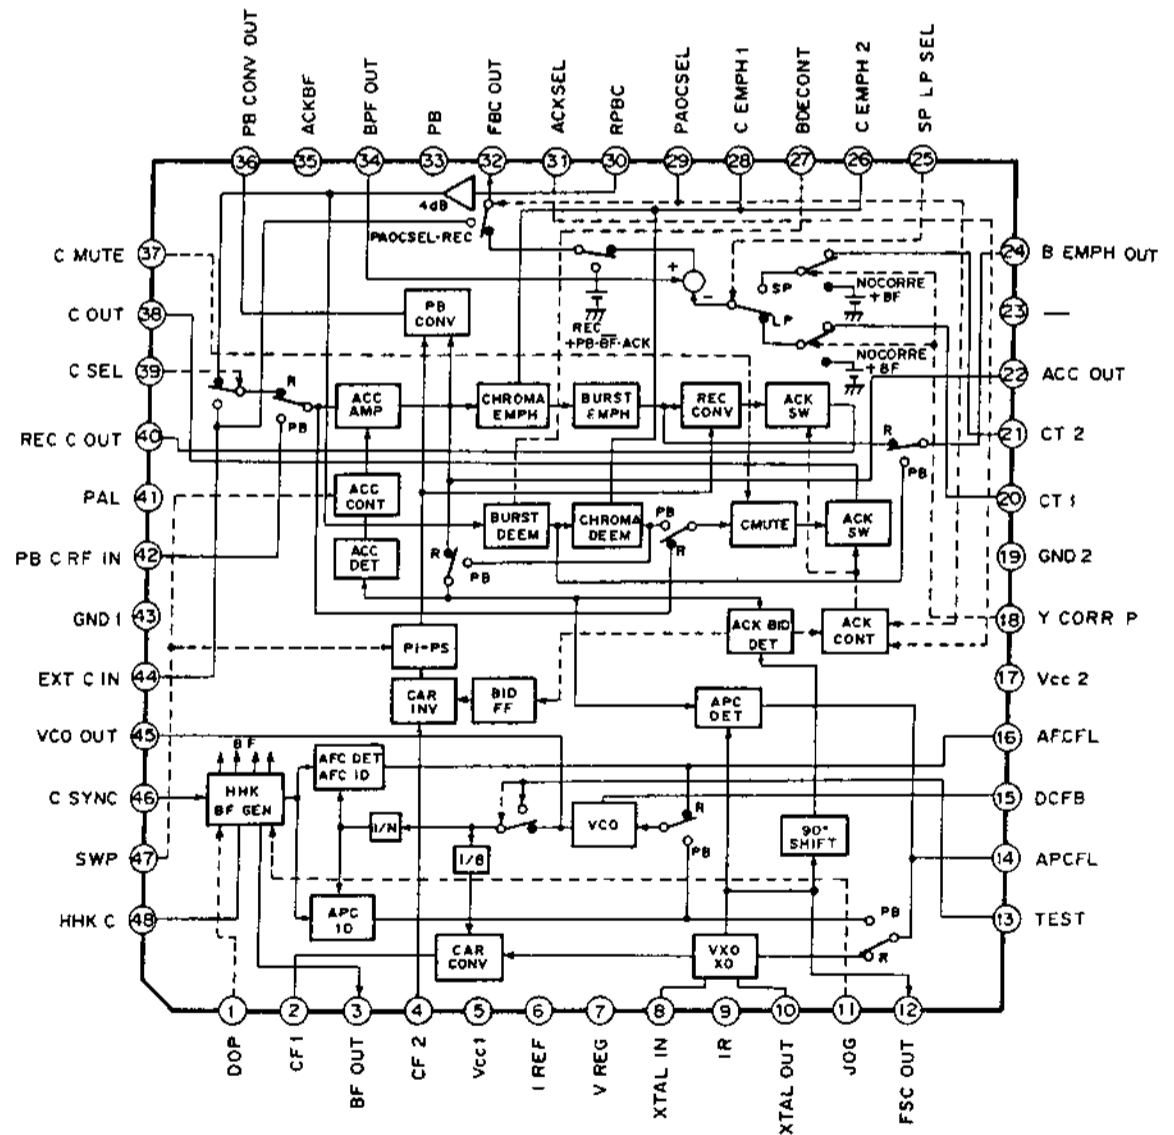 PB CONV OUT
ACKBF
BPF OUT
PB
FBC OUT
ACKSEL
RPBC
PAOCSEL
C EMPH 1
BDECONT
C EMPH 2
SP LP SEL
36
35
34
33
32
31
30
29
28
27
26
25
C MUTE 37
C OUT 38
C SEL 39
REC C OUT 40
PAL 41
PB C RF IN 42
GND 1 43
EXT C IN 44
VCO OUT 45
C SYNC 46
SWP 47
HHK C 48
24 B EMPH OUT
23 —
22 ACC OUT
21 CT 2
20 CT 1
19 GND 2
18 Y CORR P
17 Vcc 2
16 AFCFL
15 DCFB
14 APCFL
13 TEST
4dB
PAOCSEL·REC
+
−
SP
LP
NOCORRE
+BF
NOCORRE
+BF
REC
+PB·BF·ACK
PB
CONV
R
PB
ACC
AMP
CHROMA
EMPH
BURST
EMPH
REC
CONV
ACK
SW
R
PB
ACC
CONT
ACC
DET
R
PB
BURST
DEEM
CHROMA
DEEM
PB
R
CMUTE
ACK
SW
PI-PS
ACK BID
DET
ACK
CONT
CAR
INV
BID
FF
APC
DET
BF
HHK
BF GEN
AFC DET
AFC ID
1/N
1/8
VCO
R
PB
90°
SHIFT
APC
ID
CAR
CONV
VXO
XO
PB
R
1
2
3
4
5
6
7
8
9
10
11
12
DOP
CF1
BF OUT
CF 2
Vcc1
I REF
V REG
XTAL IN
IR
XTAL OUT
JOG
FSC OUT